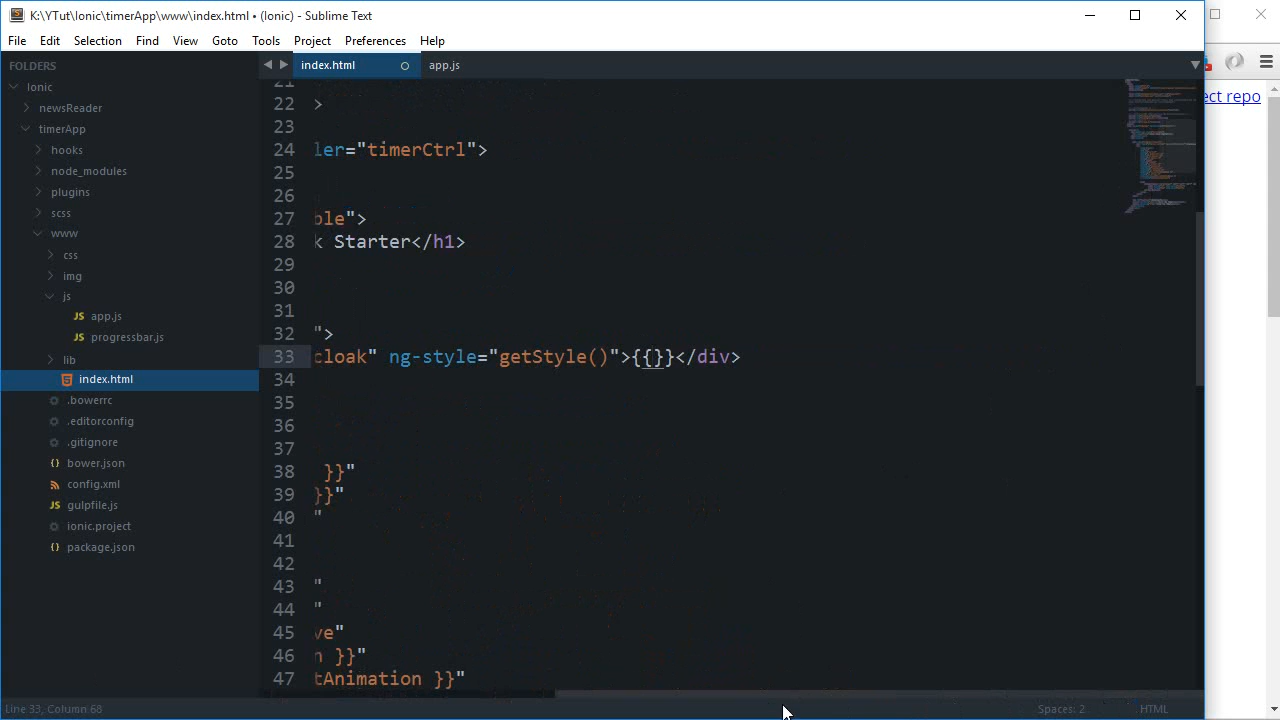 K:\YTut\Ionic\timerApp\www\index.html • (Ionic) - Sublime Text
File Edit Selection Find View Goto Tools Project Preferences Help
FOLDERS
Ionic
newsReader
timerApp
hooks
node_modules
plugins
scss
www
css
img
js
app.js
progressbar.js
lib
index.html
.bowerrc
.editorconfig
.gitignore
bower.json
config.xml
gulpfile.js
ionic.project
package.json
index.html app.js
21
22 >
23
24 ler="timerCtrl">
25
26
27 ble">
28 k Starter</h1>
29
30
31
32 ">
33 cloak" ng-style="getStyle()">{{}}</div>
34
35
36
37
38 }}"
39 }}"
40 "
41
42
43 "
44 "
45 ve"
46 n }}"
47 tAnimation }}"
Line 33, Column 68 Spaces: 2 HTML
ect repo